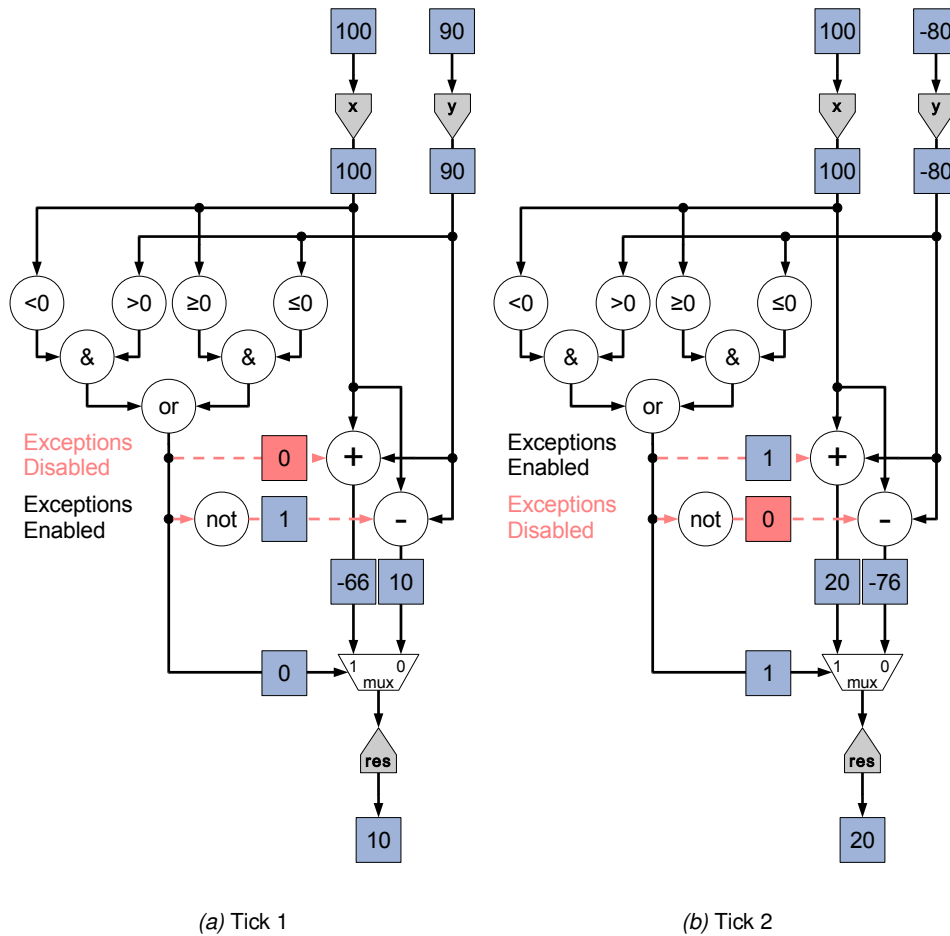 100 90
x y
100 90
<0 >0 ≥0 ≤0
& &
or
Exceptions
Disabled
0 +
Exceptions
Enabled
not 1 -
-66 10
1 0
0 mux
res
10
(a) Tick 1
100 -80
x y
100 -80
<0 >0 ≥0 ≤0
& &
or
Exceptions
Enabled
1 +
Exceptions
Disabled
not 0 -
20 -76
1 0
1 mux
res
20
(b) Tick 2